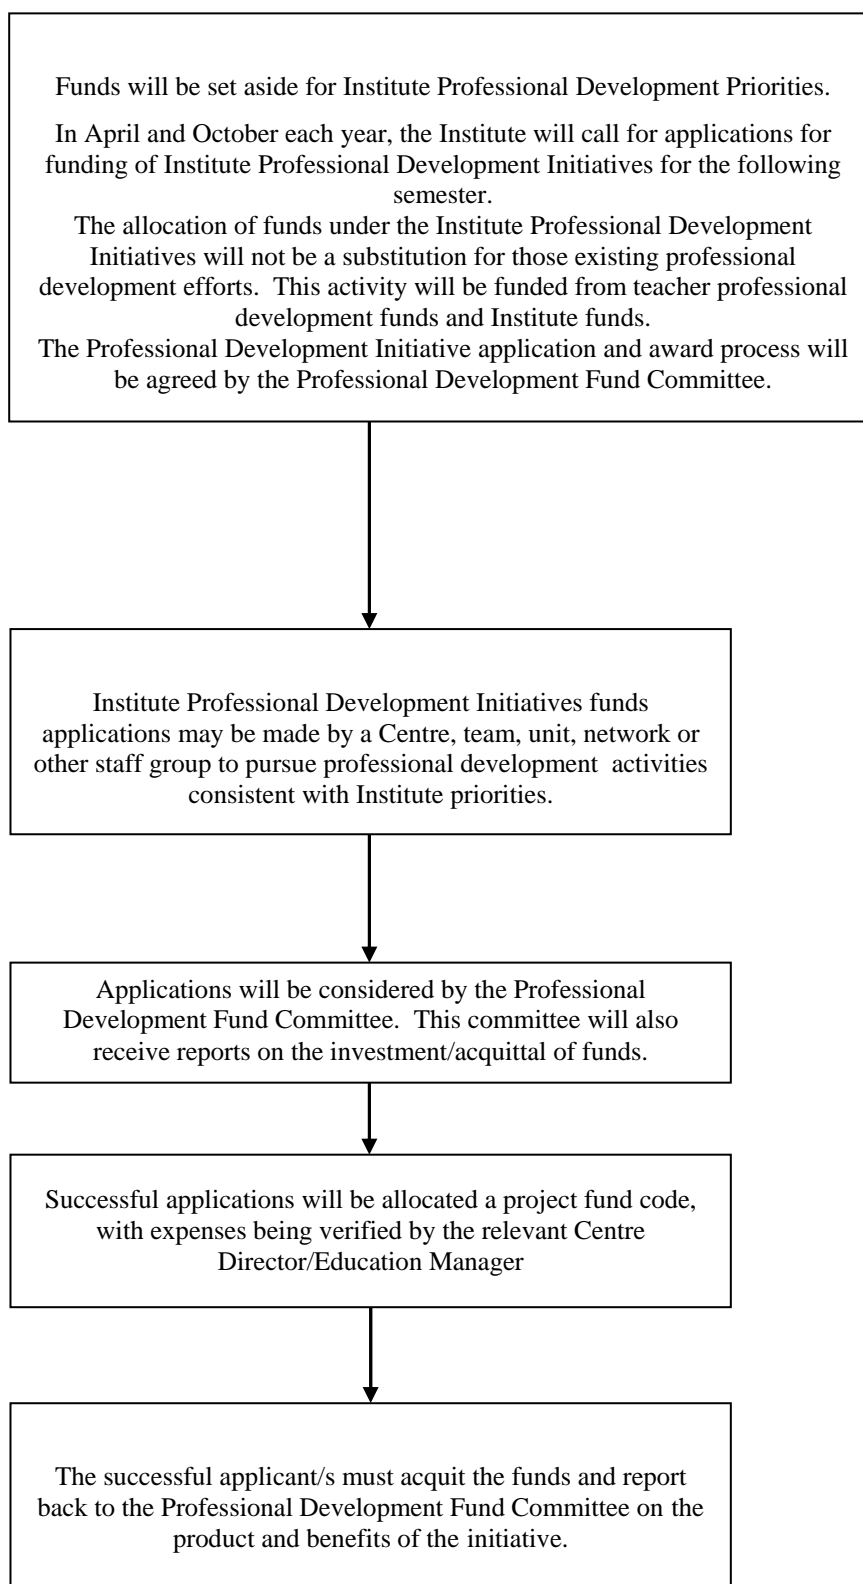 Funds will be set aside for Institute Professional Development Priorities.
In April and October each year, the Institute will call for applications for
funding of Institute Professional Development Initiatives for the following
semester.
The allocation of funds under the Institute Professional Development
Initiatives will not be a substitution for those existing professional
development efforts.  This activity will be funded from teacher professional
development funds and Institute funds.
The Professional Development Initiative application and award process will
be agreed by the Professional Development Fund Committee.
Institute Professional Development Initiatives funds
applications may be made by a Centre, team, unit, network or
other staff group to pursue professional development  activities
consistent with Institute priorities.
Applications will be considered by the Professional
Development Fund Committee.  This committee will also
receive reports on the investment/acquittal of funds.
Successful applications will be allocated a project fund code,
with expenses being verified by the relevant Centre
Director/Education Manager
The successful applicant/s must acquit the funds and report
back to the Professional Development Fund Committee on the
product and benefits of the initiative.